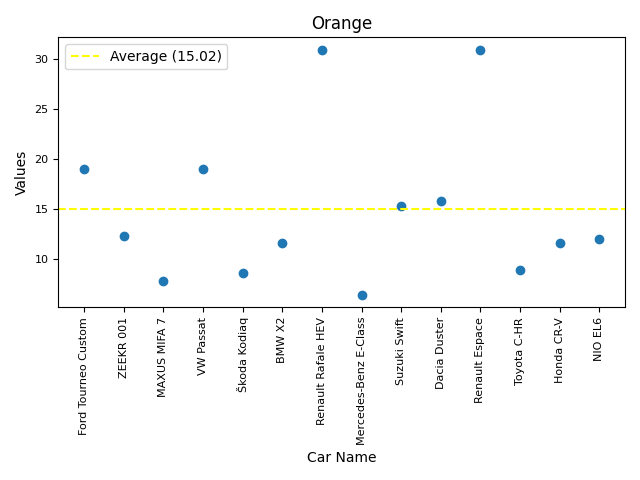 Orange
Average (15.02)
Values
30
25
20
15
10
Ford Tourneo Custom
ZEEKR 001
MAXUS MIFA 7
VW Passat
Škoda Kodiaq
BMW X2
Renault Rafale HEV
Mercedes-Benz E-Class
Suzuki Swift
Dacia Duster
Renault Espace
Toyota C-HR
Honda CR-V
NIO EL6
Car Name